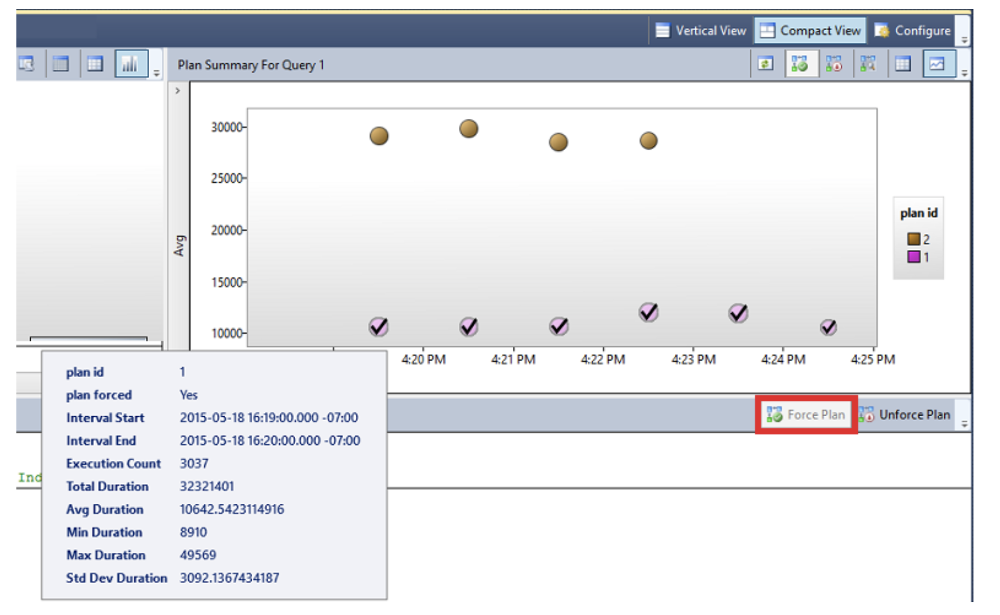 Vertical View
Compact View
Configure
Plan Summary For Query 1
Avg
30000
25000
20000
15000
10000
4:20 PM
4:21 PM
4:22 PM
4:23 PM
4:24 PM
4:25 PM
plan id
2
1
Force Plan
Unforce Plan
Ind
plan id 1
plan forced Yes
Interval Start 2015-05-18 16:19:00.000 -07:00
Interval End 2015-05-18 16:20:00.000 -07:00
Execution Count 3037
Total Duration 32321401
Avg Duration 10642.5423114916
Min Duration 8910
Max Duration 49569
Std Dev Duration 3092.1367434187